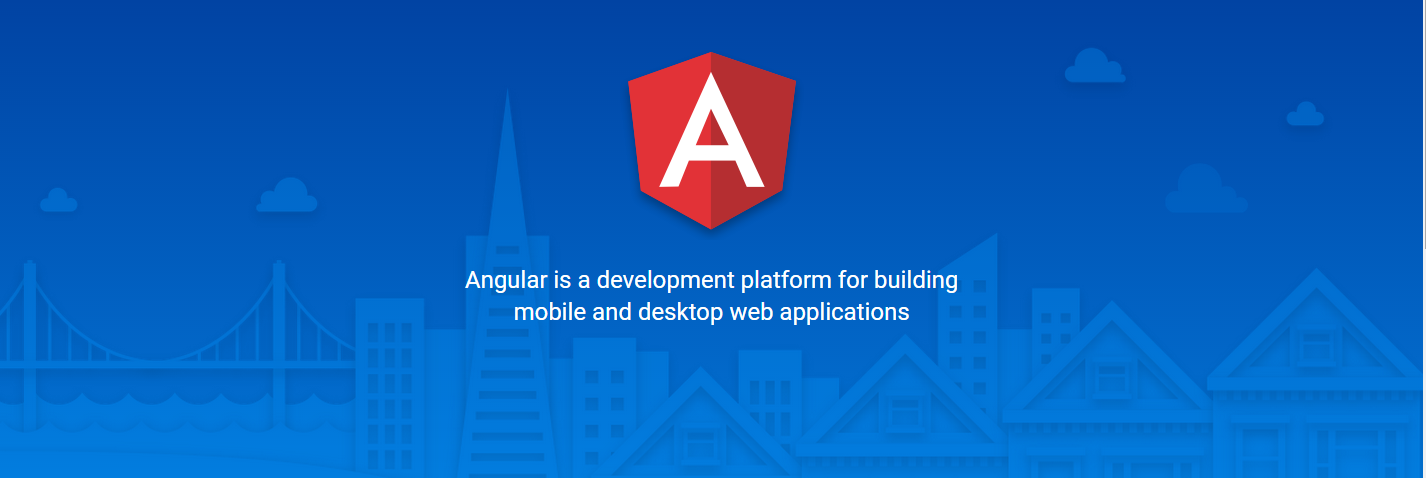 A
Angular is a development platform for building
mobile and desktop web applications